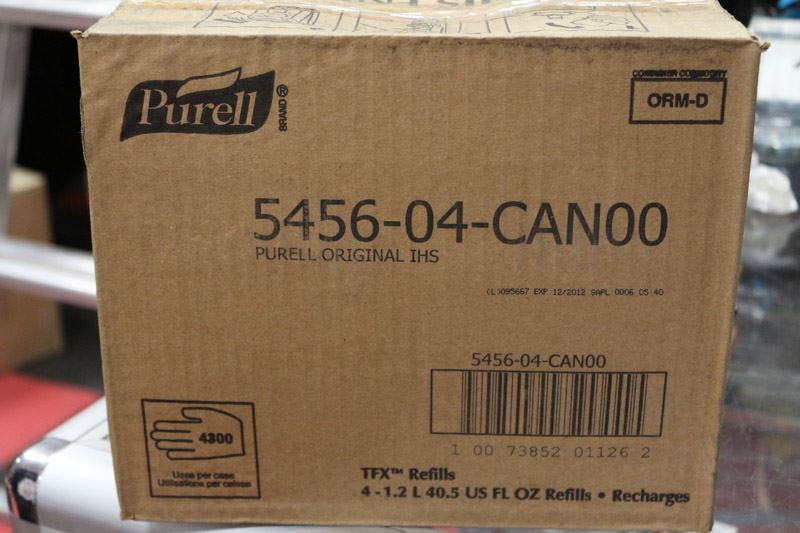 Purell
BRAND®
CONSUMER COMMODITY
ORM-D
5456-04-CAN00
PURELL ORIGINAL IHS
(L)095667 EXP 12/2012 SAPL 0006 05 40
5456-04-CAN00
1 00 73852 01126 2
4300
Uses per case
Utilisations par caisse
TFX™ Refills
4 - 1.2 L 40.5 US FL OZ Refills • Recharges